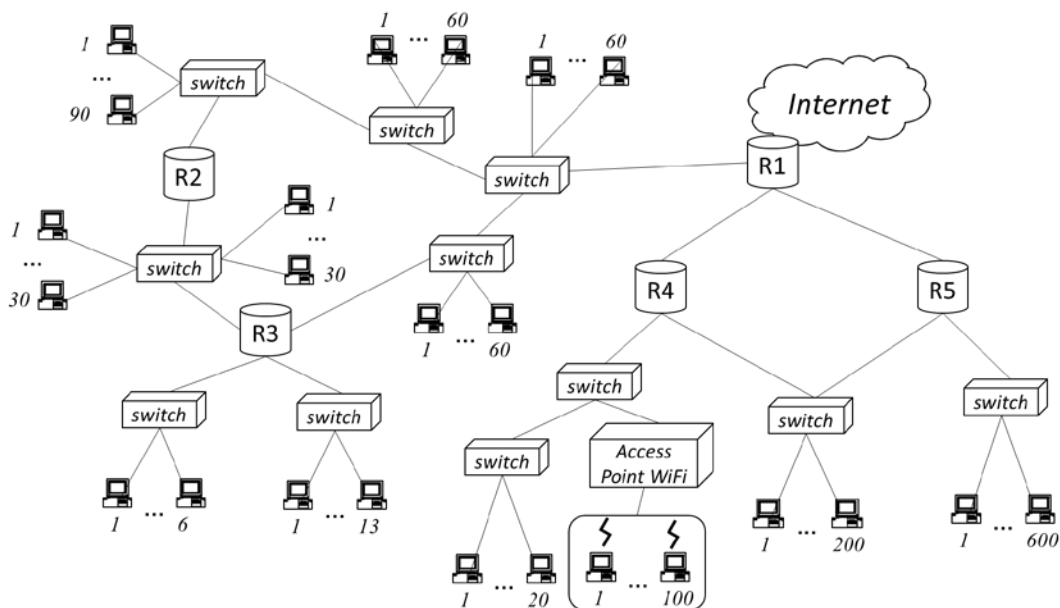 1 ... 60
1 ... 60
1
...
90
switch
switch
switch
Internet
R1
R2
1
...
30
1
...
30
switch
switch
R3
1 ... 60
R4
R5
switch
switch
switch
switch
switch
switch
Access
Point WiFi
1 ... 6
1 ... 13
1 ... 20
1 ... 100
1 ... 200
1 ... 600